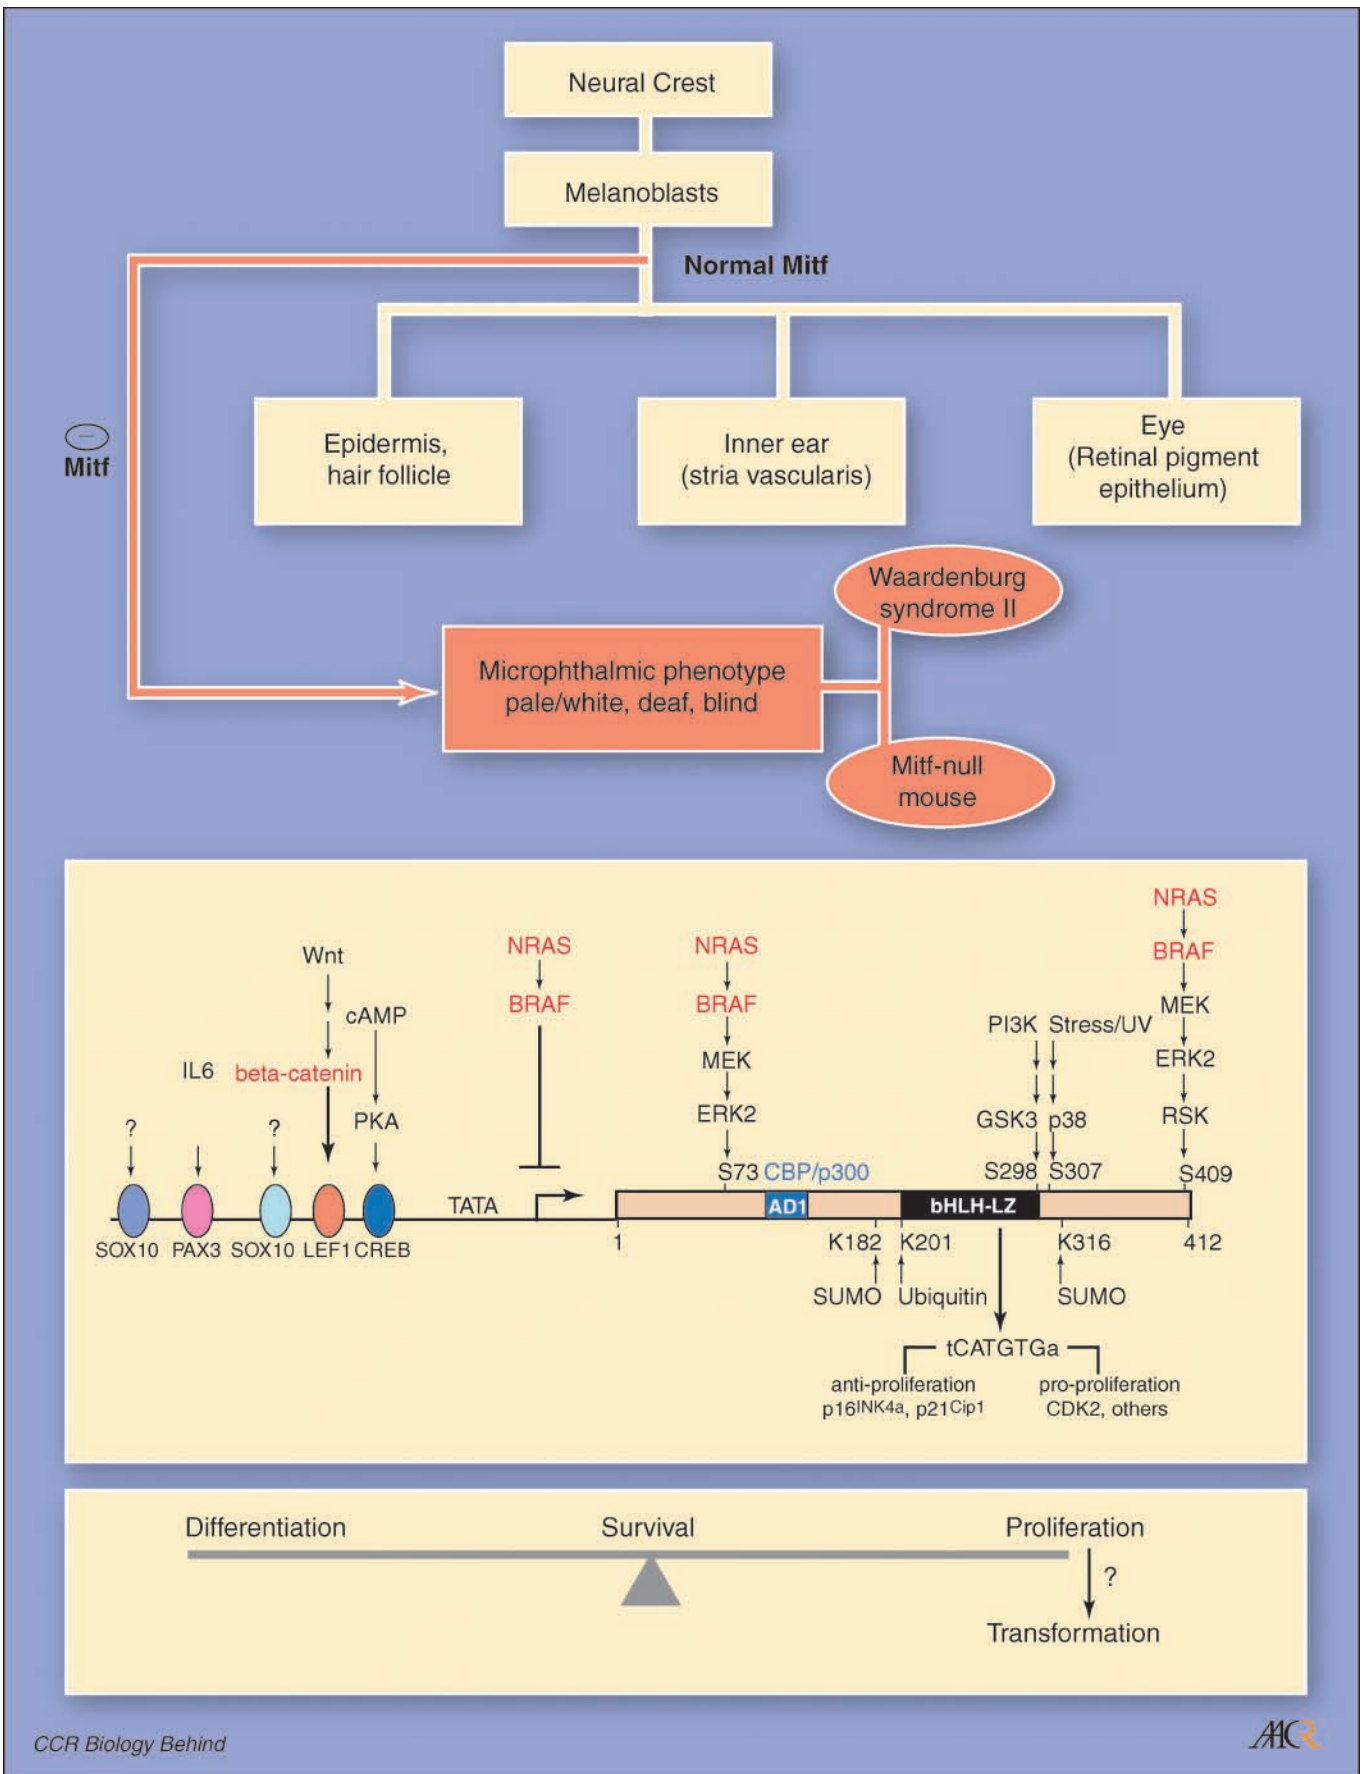 Neural Crest
Melanoblasts
Normal Mitf
−
Mitf
Epidermis,
hair follicle
Inner ear
(stria vascularis)
Eye
(Retinal pigment
epithelium)
Waardenburg
syndrome II
Microphthalmic phenotype
pale/white, deaf, blind
Mitf-null
mouse
Wnt
cAMP
IL6
beta-catenin
PKA
?
?
SOX10
PAX3
SOX10
LEF1
CREB
TATA
NRAS
BRAF
NRAS
BRAF
MEK
ERK2
S73
CBP/p300
PI3K
GSK3
S298
Stress/UV
p38
S307
NRAS
BRAF
MEK
ERK2
RSK
S409
AD1
bHLH-LZ
1
K182
K201
K316
412
SUMO
Ubiquitin
SUMO
tCATGTGa
anti-proliferation
p16INK4a, p21Cip1
pro-proliferation
CDK2, others
Differentiation
Survival
Proliferation
?
Transformation
CCR Biology Behind
AACR